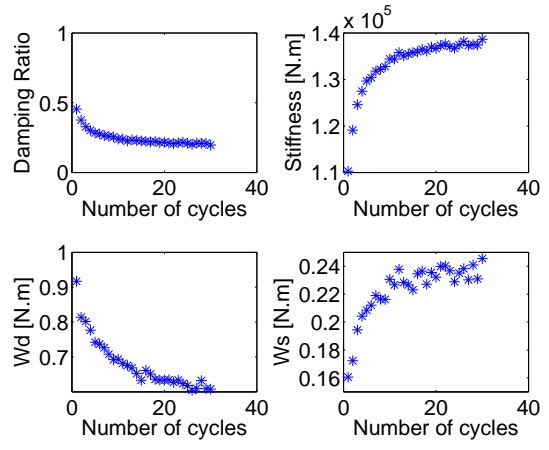 1
0.5
0
0 20 40
Damping Ratio
Number of cycles
1.4 x 10^5
1.3
1.2
1.1
0 20 40
Stiffness [N.m]
Number of cycles
1
0.9
0.8
0.7
0 20 40
Wd [N.m]
Number of cycles
0.24
0.22
0.2
0.18
0.16
0 20 40
Ws [N.m]
Number of cycles